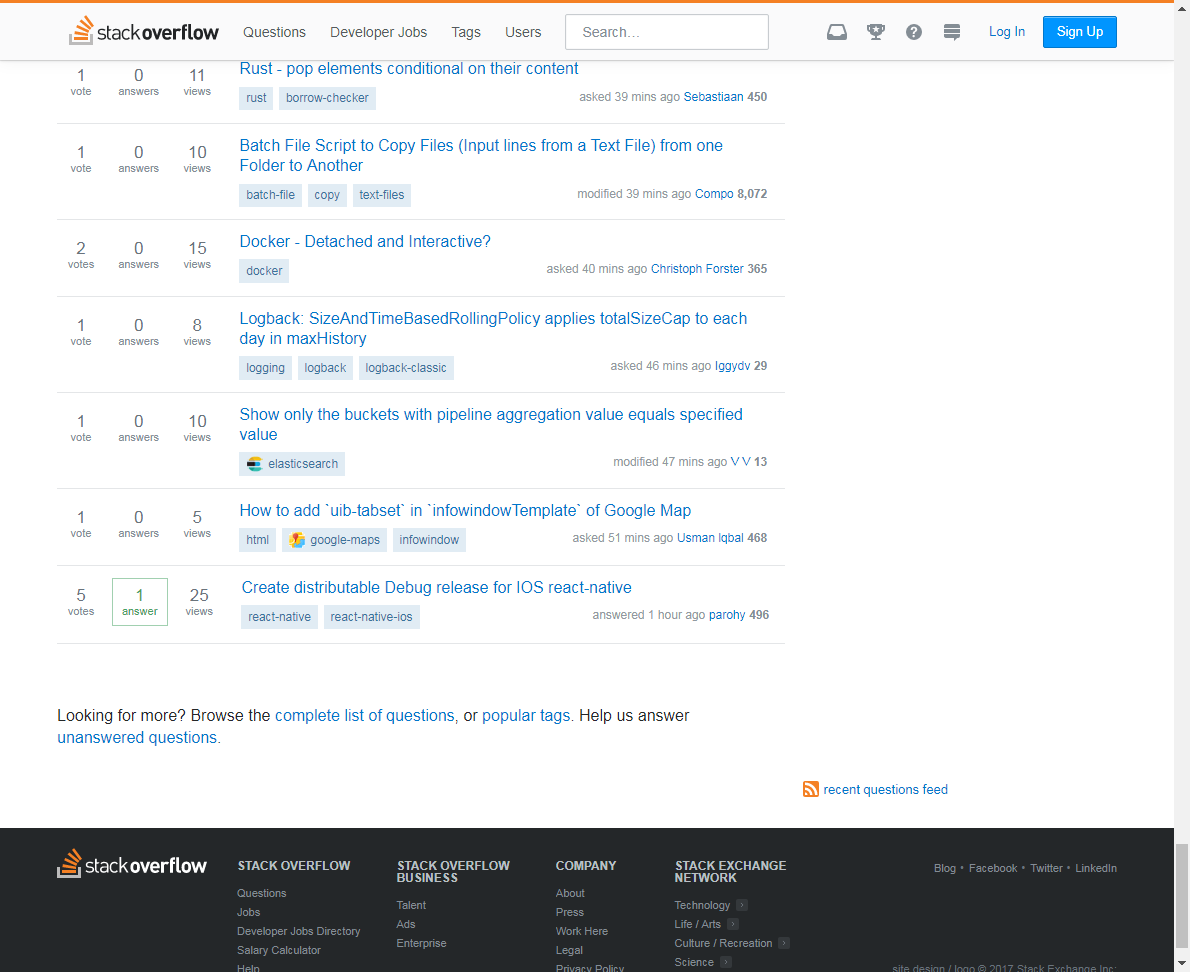 stack overflow Questions Developer Jobs Tags Users Search... Log In Sign Up
1 0 11 Rust - pop elements conditional on their content
vote answers views
rust borrow-checker asked 39 mins ago Sebastiaan 450
1 0 10 Batch File Script to Copy Files (Input lines from a Text File) from one
vote answers views Folder to Another
batch-file copy text-files modified 39 mins ago Compo 8,072
2 0 15 Docker - Detached and Interactive?
votes answers views
docker asked 40 mins ago Christoph Forster 365
1 0 8 Logback: SizeAndTimeBasedRollingPolicy applies totalSizeCap to each
vote answers views day in maxHistory
logging logback logback-classic asked 46 mins ago Iggydv 29
1 0 10 Show only the buckets with pipeline aggregation value equals specified
vote answers views value
elasticsearch modified 47 mins ago V V 13
1 0 5 How to add `uib-tabset` in `infowindowTemplate` of Google Map
vote answers views
html google-maps infowindow asked 51 mins ago Usman Iqbal 468
5 1 25 Create distributable Debug release for IOS react-native
votes answer views
react-native react-native-ios answered 1 hour ago parohy 496
Looking for more? Browse the complete list of questions, or popular tags. Help us answer
unanswered questions.
recent questions feed
stack overflow
STACK OVERFLOW
Questions
Jobs
Developer Jobs Directory
Salary Calculator
Help
STACK OVERFLOW
BUSINESS
Talent
Ads
Enterprise
COMPANY
About
Press
Work Here
Legal
Privacy Policy
STACK EXCHANGE
NETWORK
Technology
Life / Arts
Culture / Recreation
Science
Blog • Facebook • Twitter • LinkedIn
site design / logo © 2017 Stack Exchange Inc;